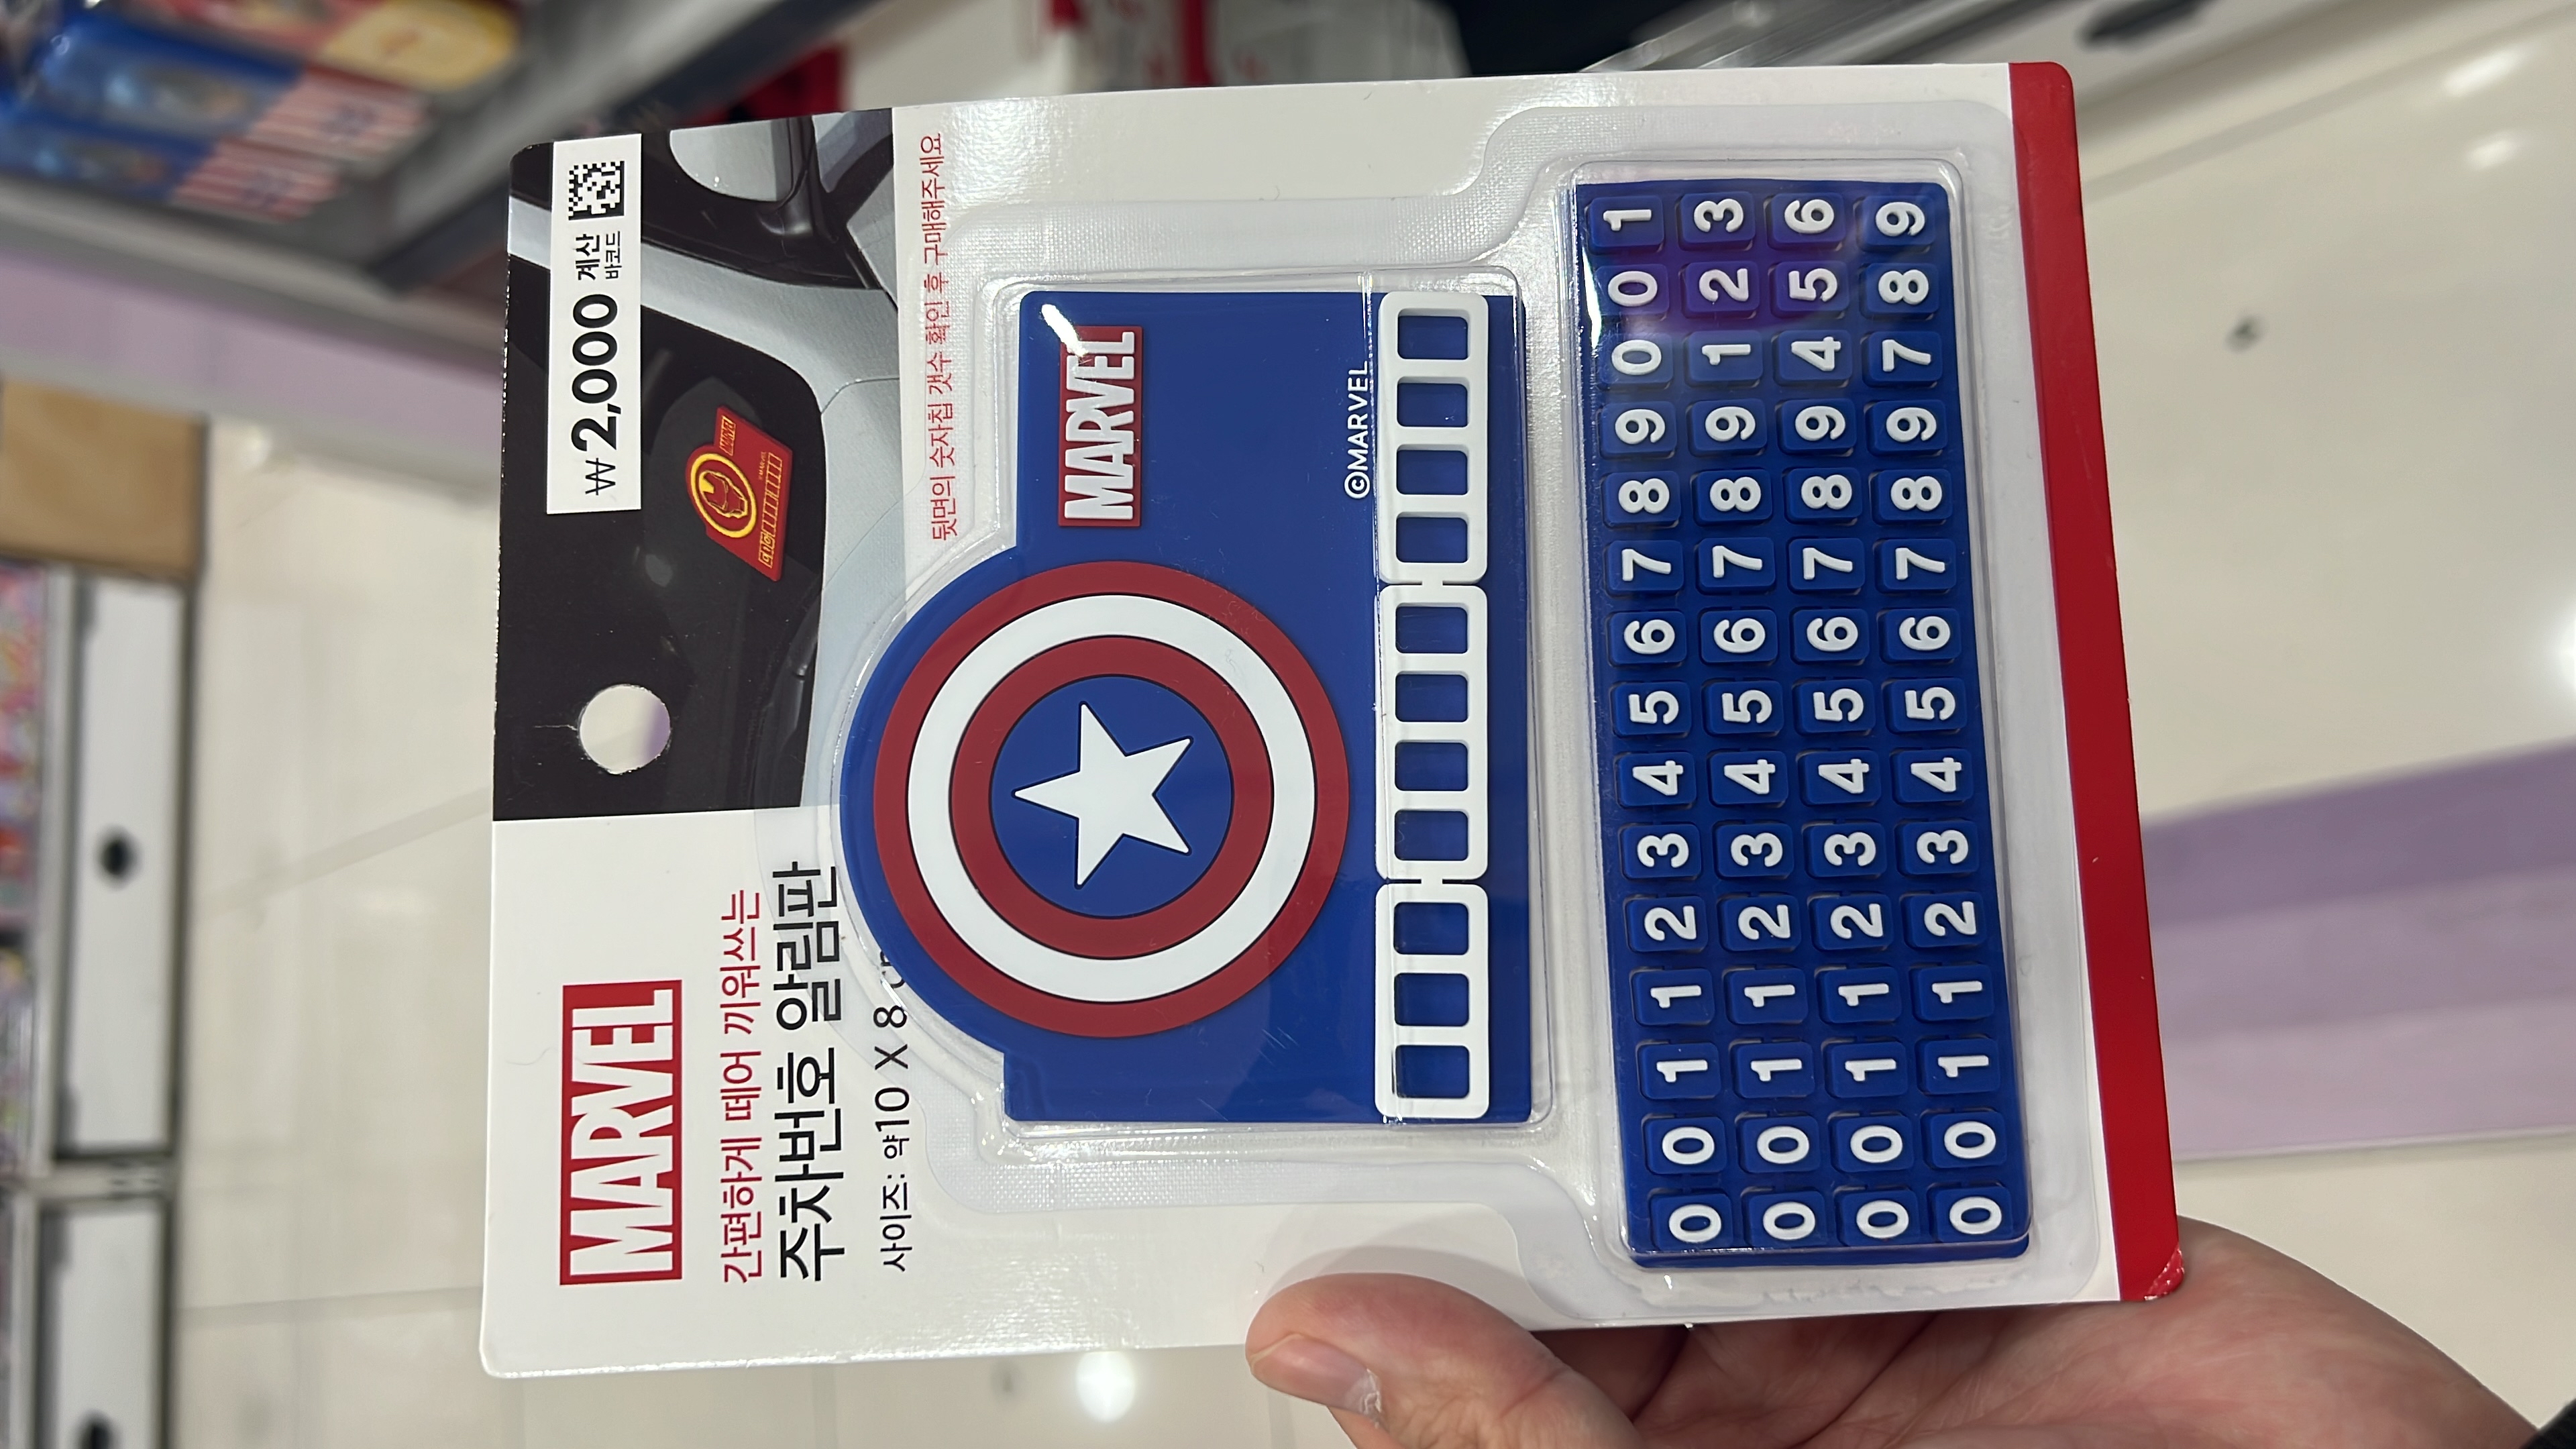 ₩2,000 계산
바코드
MARVEL
간편하게 떼어 끼워쓰는
주차번호 알림판
사이즈: 약10 X 8
뒷면의 숫자칩 갯수 확인 후 구매해주세요
MARVEL
©MARVEL
0 0 1 1 2 3 4 5 6 7 8 9 0 0 1
0 0 1 1 2 3 4 5 6 7 8 9 1 2 3
0 0 1 1 2 3 4 5 6 7 8 9 4 5 6
0 0 1 1 2 3 4 5 6 7 8 9 7 8 9